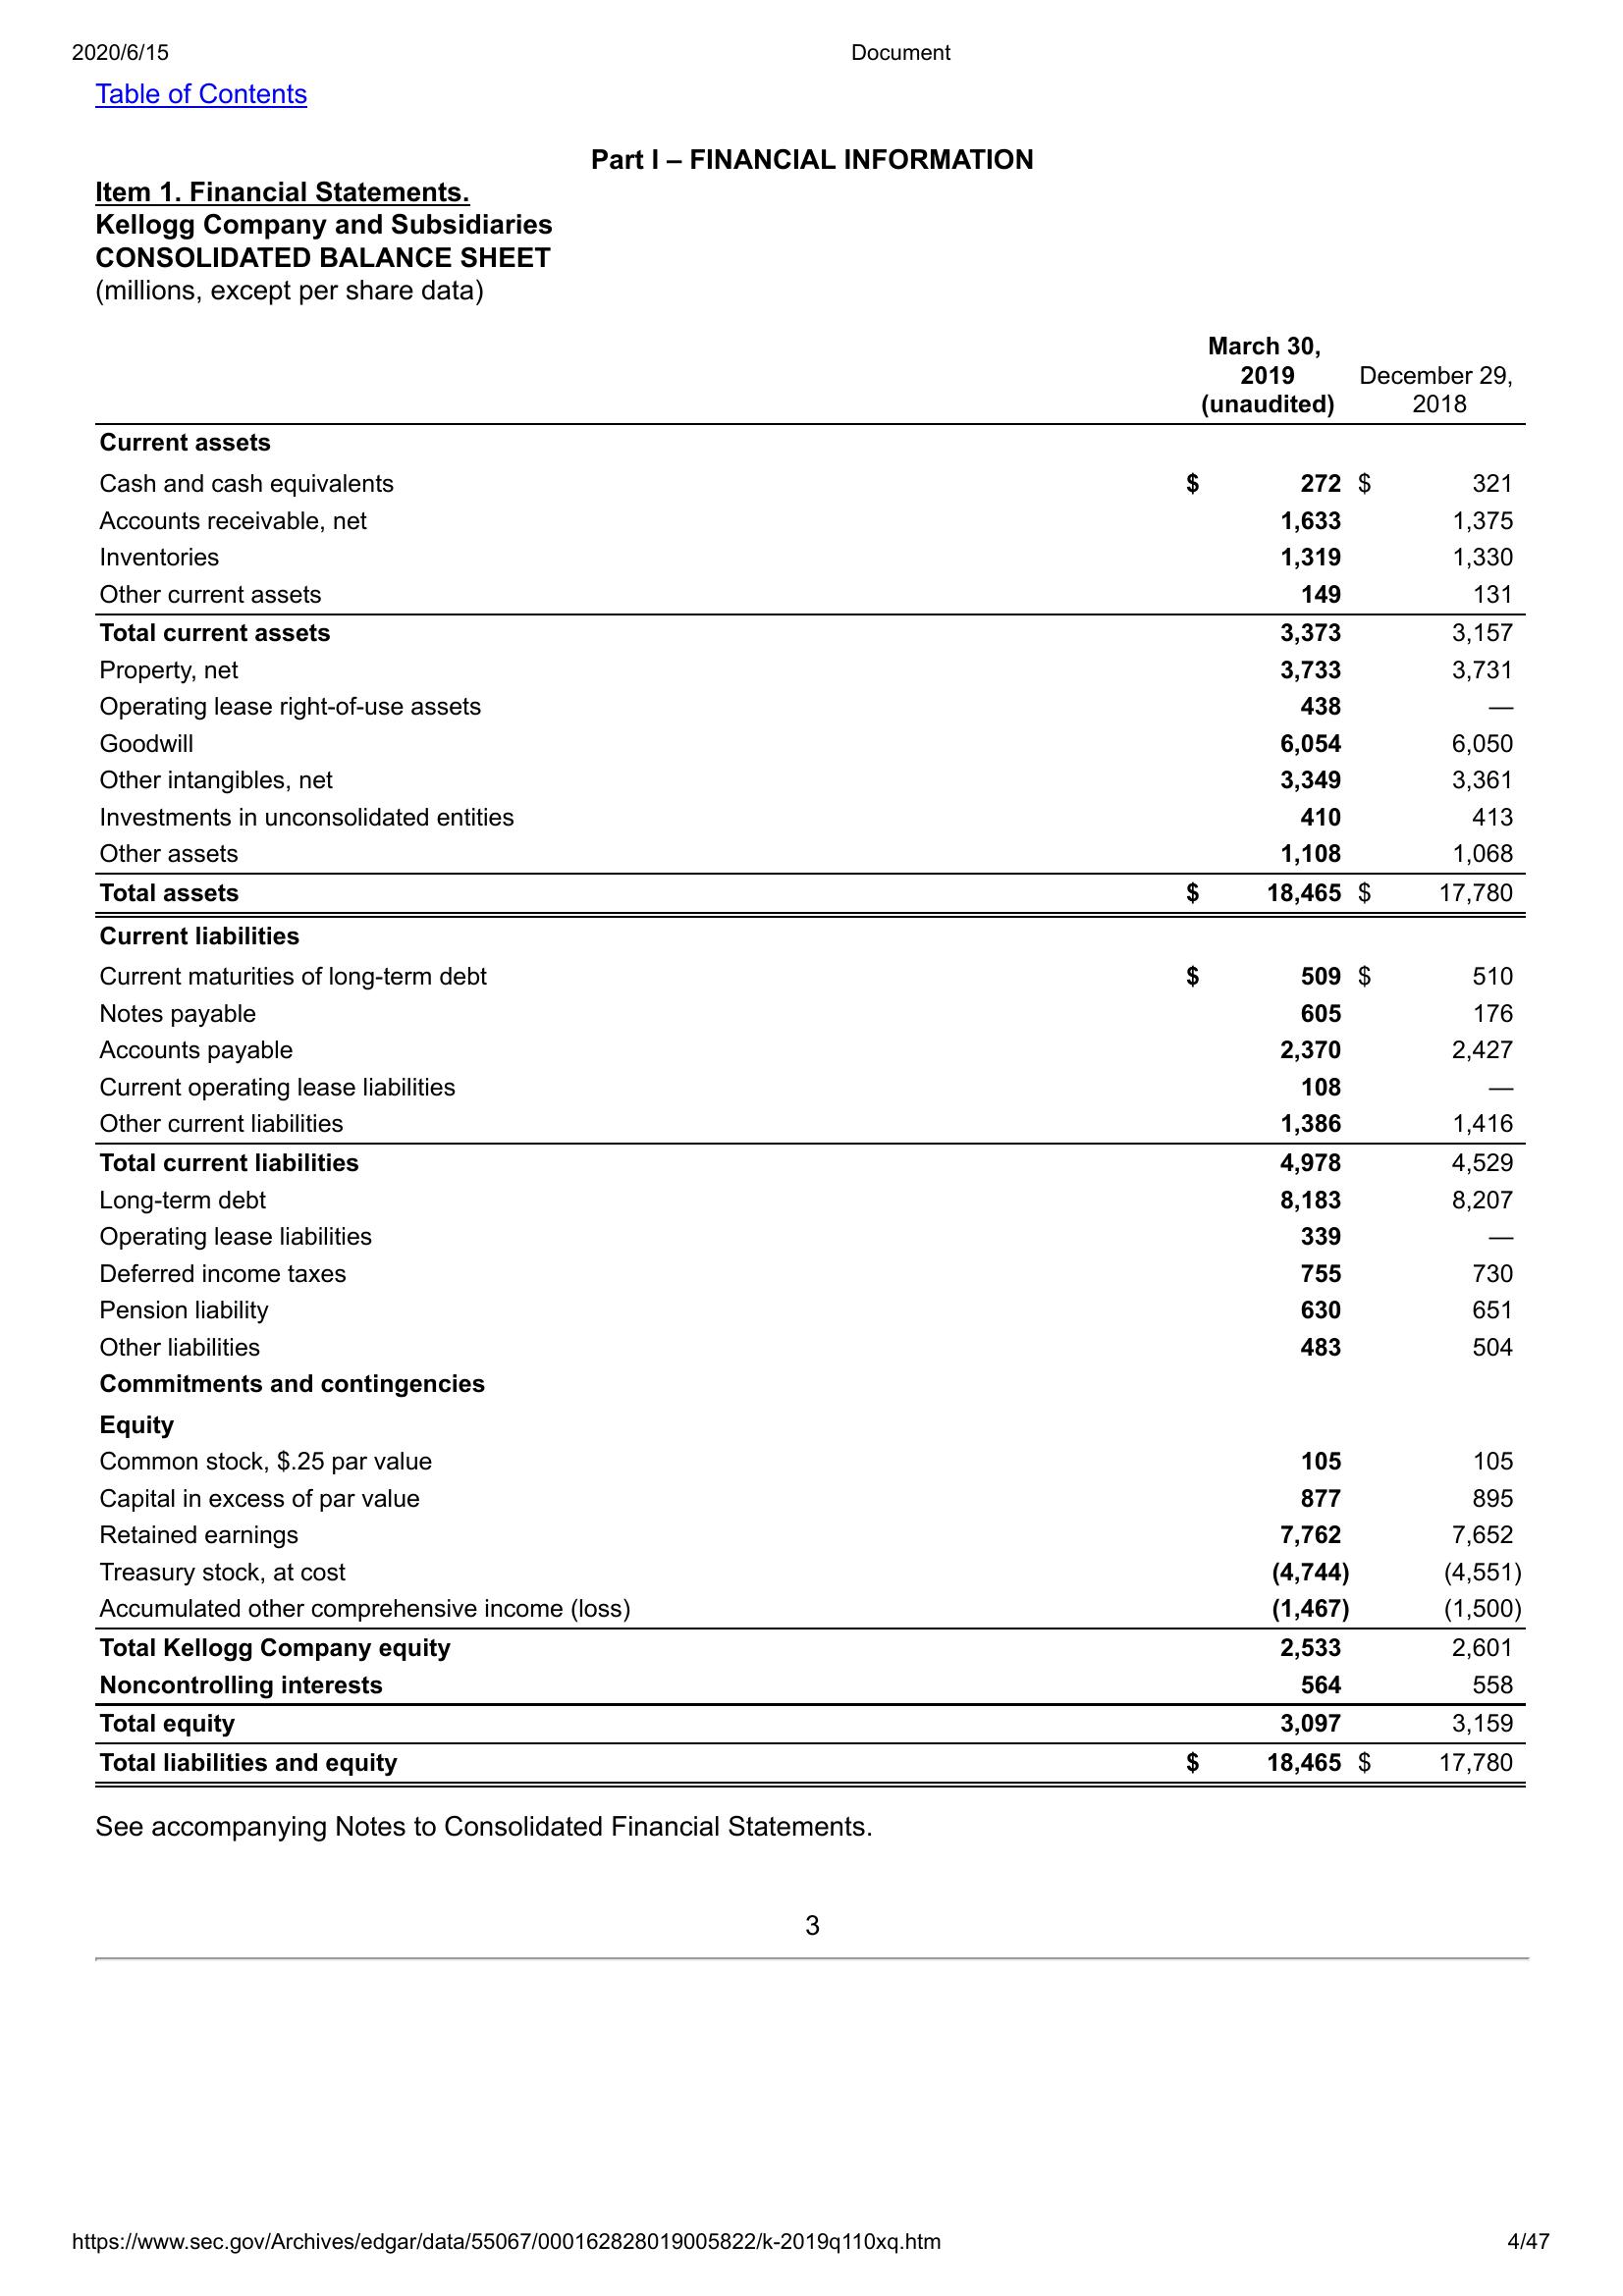 2020/6/15 Document
Table of Contents
Part I – FINANCIAL INFORMATION
Item 1. Financial Statements.
Kellogg Company and Subsidiaries
CONSOLIDATED BALANCE SHEET
(millions, except per share data)
March 30,
2019 December 29,
(unaudited) 2018
Current assets
Cash and cash equivalents $ 272 $ 321
Accounts receivable, net 1,633 1,375
Inventories 1,319 1,330
Other current assets 149 131
Total current assets 3,373 3,157
Property, net 3,733 3,731
Operating lease right-of-use assets 438 —
Goodwill 6,054 6,050
Other intangibles, net 3,349 3,361
Investments in unconsolidated entities 410 413
Other assets 1,108 1,068
Total assets $ 18,465 $ 17,780
Current liabilities
Current maturities of long-term debt $ 509 $ 510
Notes payable 605 176
Accounts payable 2,370 2,427
Current operating lease liabilities 108 —
Other current liabilities 1,386 1,416
Total current liabilities 4,978 4,529
Long-term debt 8,183 8,207
Operating lease liabilities 339 —
Deferred income taxes 755 730
Pension liability 630 651
Other liabilities 483 504
Commitments and contingencies
Equity
Common stock, $.25 par value 105 105
Capital in excess of par value 877 895
Retained earnings 7,762 7,652
Treasury stock, at cost (4,744) (4,551)
Accumulated other comprehensive income (loss) (1,467) (1,500)
Total Kellogg Company equity 2,533 2,601
Noncontrolling interests 564 558
Total equity 3,097 3,159
Total liabilities and equity $ 18,465 $ 17,780
See accompanying Notes to Consolidated Financial Statements.
3
https://www.sec.gov/Archives/edgar/data/55067/000162828019005822/k-2019q110xq.htm 4/47